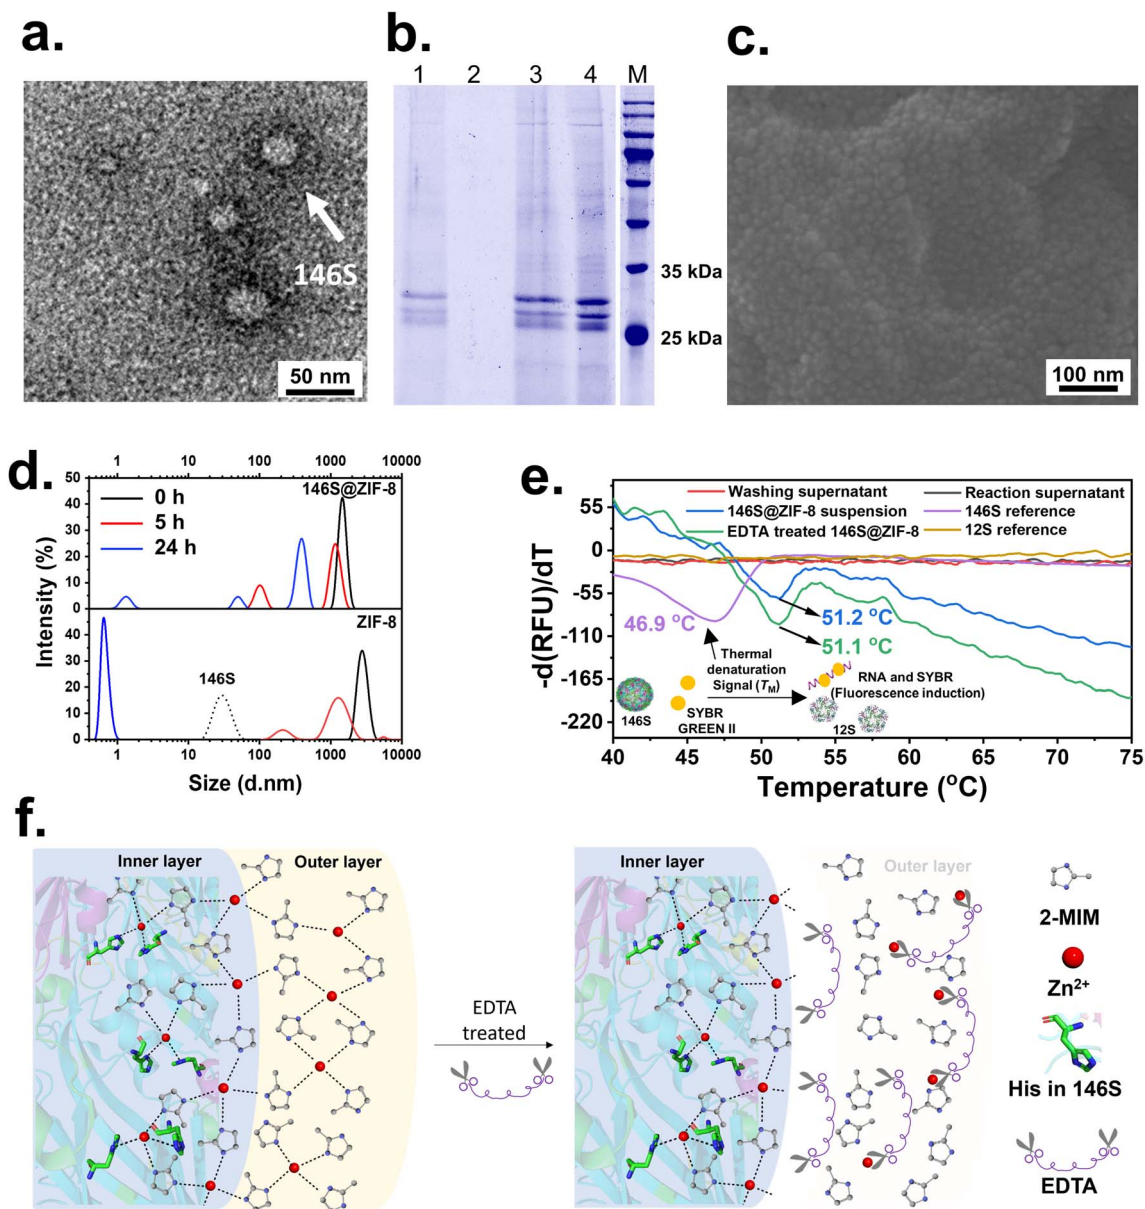 a.
146S
50 nm
b.
1 2 3 4 M
35 kDa
25 kDa
c.
100 nm
d.
1 10 100 1000 10000
50
40
30
20
10
0
40
30
20
10
0
0 h
5 h
24 h
146S@ZIF-8
ZIF-8
146S
Intensity (%)
1 10 100 1000 10000
Size (d.nm)
e.
55
0
-55
-110
-165
-220
-d(RFU)/dT
Washing supernatant
146S@ZIF-8 suspension
EDTA treated 146S@ZIF-8
Reaction supernatant
146S reference
12S reference
46.9 °C
51.2 °C
51.1 °C
Thermal
denaturation
Signal (TM)
RNA and SYBR
(Fluorescence induction)
146S
SYBR
GREEN II
12S
40 45 50 55 60 65 70 75
Temperature (°C)
f.
Inner layer
Outer layer
EDTA
treated
Inner layer
Outer layer
2-MIM
Zn2+
His in 146S
EDTA